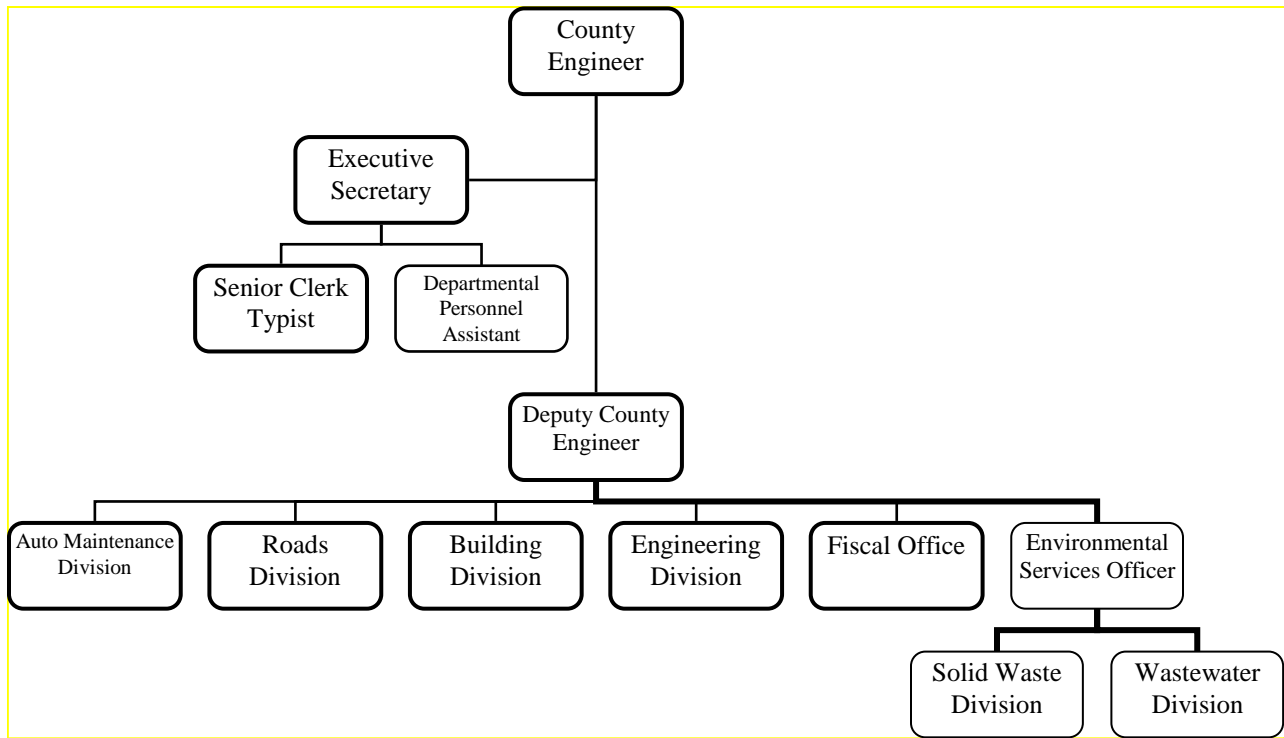 County
Engineer
Executive
Secretary
Senior Clerk
Typist
Departmental
Personnel
Assistant
Deputy County
Engineer
Auto Maintenance
Division
Roads
Division
Building
Division
Engineering
Division
Fiscal Office
Environmental
Services Officer
Solid Waste
Division
Wastewater
Division